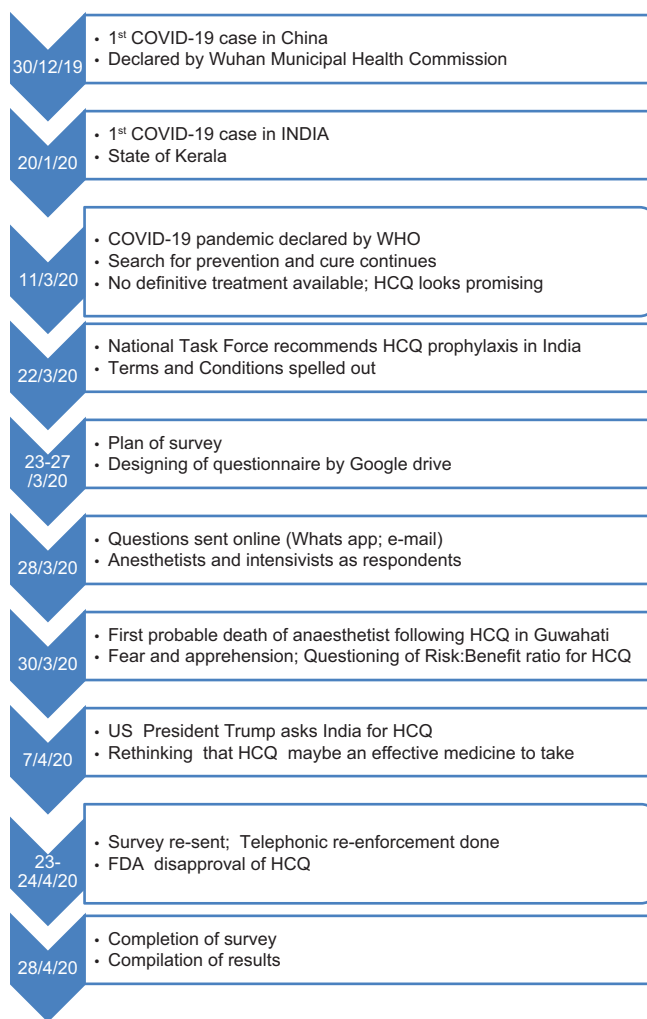 30/12/19
• 1st COVID-19 case in China
• Declared by Wuhan Municipal Health Commission
20/1/20
• 1st COVID-19 case in INDIA
• State of Kerala
11/3/20
• COVID-19 pandemic declared by WHO
• Search for prevention and cure continues
• No definitive treatment available; HCQ looks promising
22/3/20
• National Task Force recommends HCQ prophylaxis in India
• Terms and Conditions spelled out
23-27
/3/20
• Plan of survey
• Designing of questionnaire by Google drive
28/3/20
• Questions sent online (Whats app; e-mail)
• Anesthetists and intensivists as respondents
30/3/20
• First probable death of anaesthetist following HCQ in Guwahati
• Fear and apprehension; Questioning of Risk:Benefit ratio for HCQ
7/4/20
• US President Trump asks India for HCQ
• Rethinking that HCQ maybe an effective medicine to take
23-
24/4/20
• Survey re-sent; Telephonic re-enforcement done
• FDA disapproval of HCQ
28/4/20
• Completion of survey
• Compilation of results